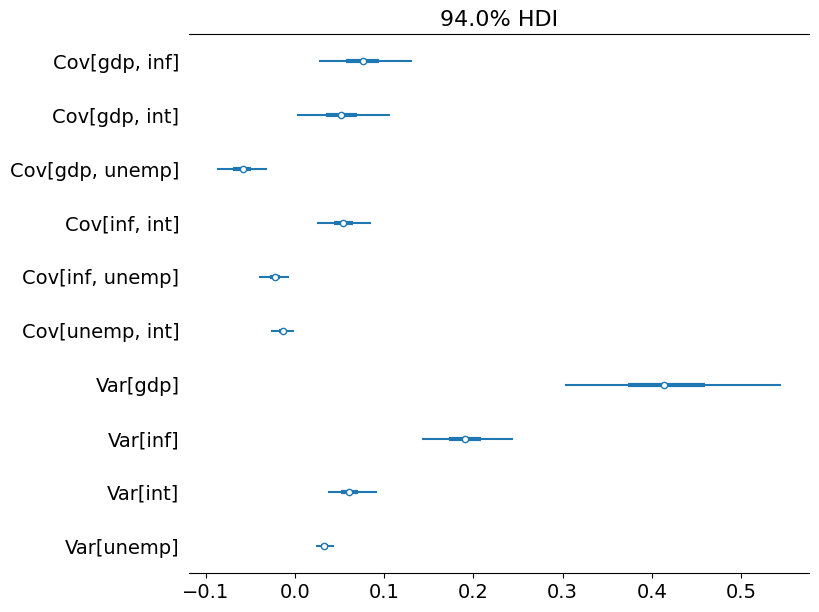 94.0% HDI
Cov[gdp, inf]
Cov[gdp, int]
Cov[gdp, unemp]
Cov[inf, int]
Cov[inf, unemp]
Cov[unemp, int]
Var[gdp]
Var[inf]
Var[int]
Var[unemp]
−0.1 0.0 0.1 0.2 0.3 0.4 0.5